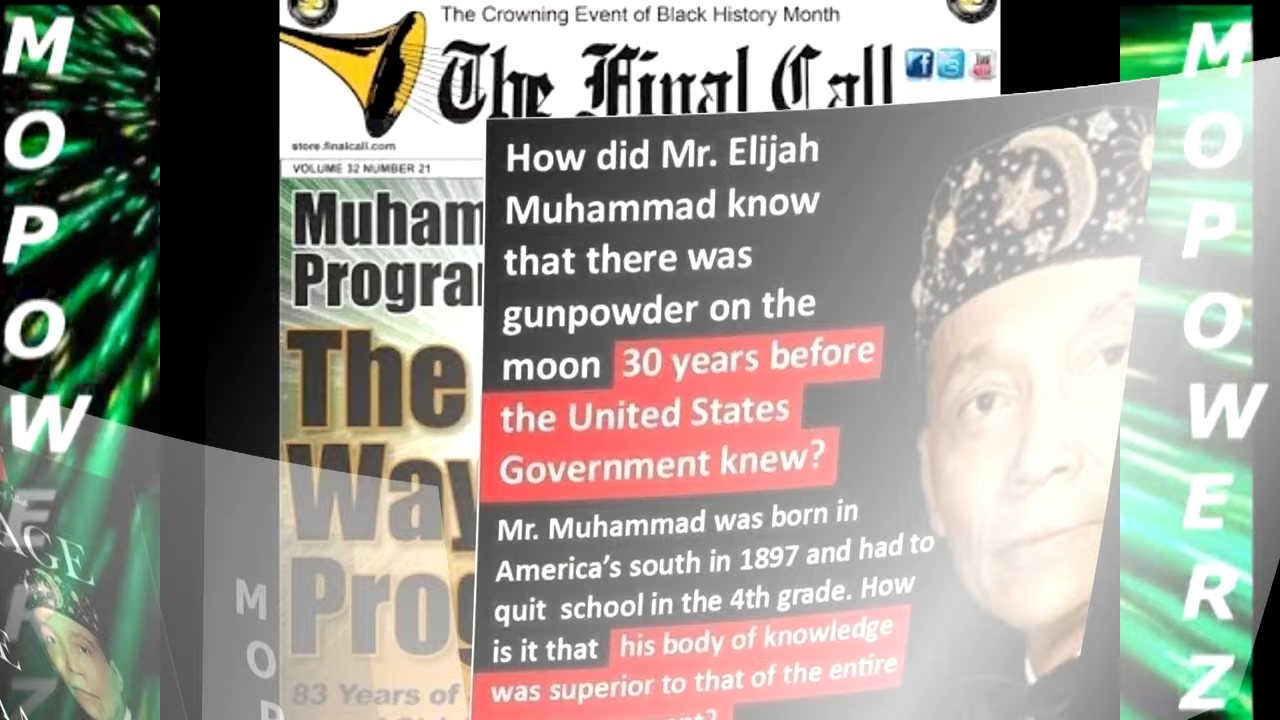 The Crowning Event of Black History Month
The Final Call
store.finalcall.com
VOLUME 32 NUMBER 21
Muham
Progra
The
Way
Prog
83 Years of
How did Mr. Elijah
Muhammad know
that there was
gunpowder on the
moon 30 years before
the United States
Government knew?
Mr. Muhammad was born in
America's south in 1897 and had to
quit school in the 4th grade. How
is it that his body of knowledge
was superior to that of the entire
MOPOWERZ
MOPOWERZ
MOP
AGE